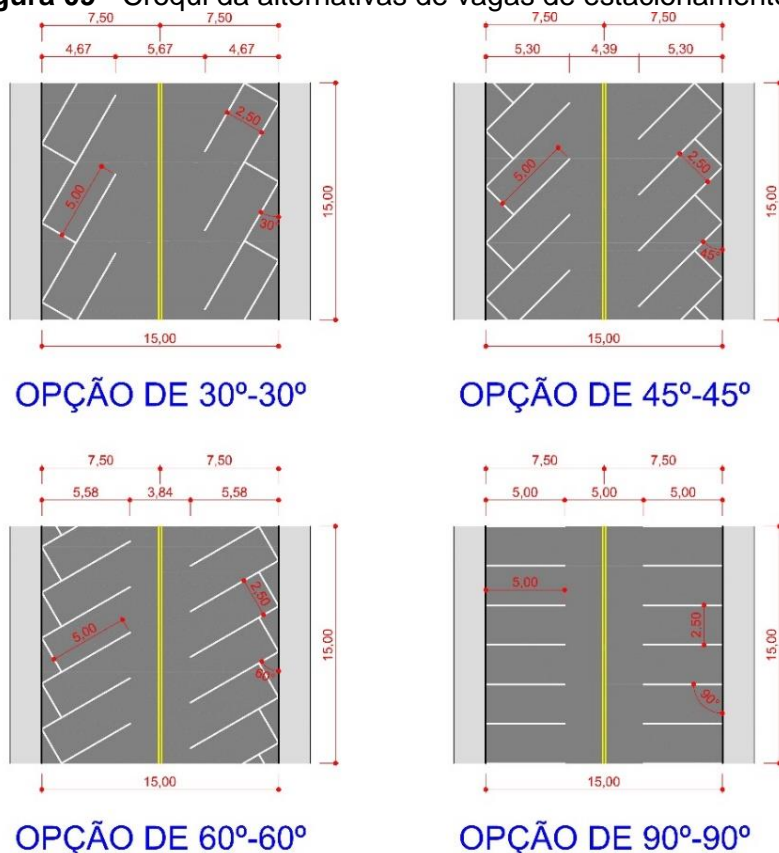 gura 09 - Croqui da alternativas de vagas de estacionamento
7,50 7,50 7,50 7,50
4,67 5,67 4,67 5,30 4,39 5,30
2,50 2,50
5,00 5,00
15,00 15,00
30° 45°
15,00 15,00
OPÇÃO DE 30º-30º OPÇÃO DE 45º-45º
7,50 7,50 7,50 7,50
5,58 3,84 5,58 5,00 5,00 5,00
2,50 5,00 2,50
5,00
15,00 15,00
60° 90°
15,00 15,00
OPÇÃO DE 60º-60º OPÇÃO DE 90º-90º